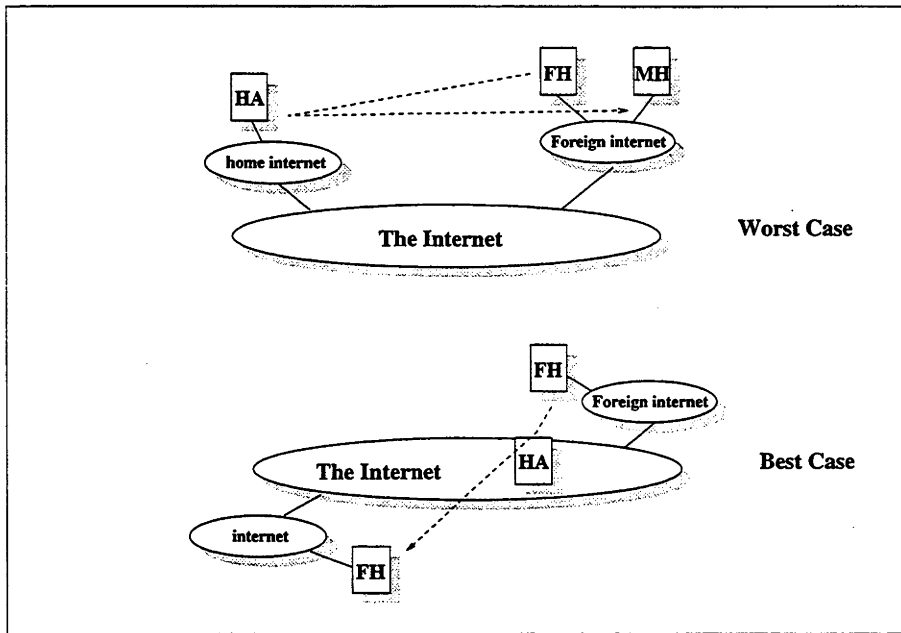 FH
MH
HA
Foreign internet
home internet
The Internet
Worst Case
FH
Foreign internet
The Internet
HA
Best Case
internet
FH